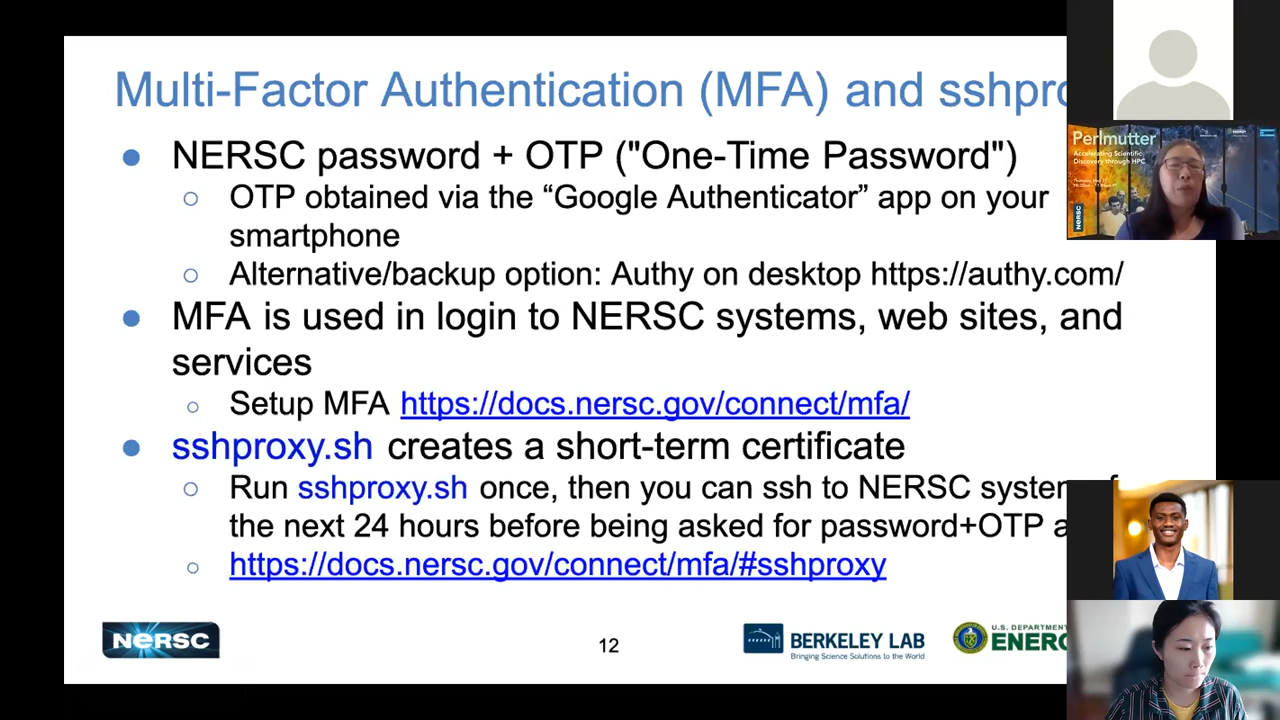 Multi-Factor Authentication (MFA) and sshpro
NERSC password + OTP ("One-Time Password")
OTP obtained via the “Google Authenticator” app on your
smartphone
Alternative/backup option: Authy on desktop https://authy.com/
MFA is used in login to NERSC systems, web sites, and
services
Setup MFA https://docs.nersc.gov/connect/mfa/
sshproxy.sh creates a short-term certificate
Run sshproxy.sh once, then you can ssh to NERSC system
the next 24 hours before being asked for password+OTP
https://docs.nersc.gov/connect/mfa/#sshproxy
NERSC
12
BERKELEY LAB
Bringing Science Solutions to the World
U.S. DEPARTMENT
ENERG
Perlmutter
Accelerating Scientific
Discovery through HPC
NERSC